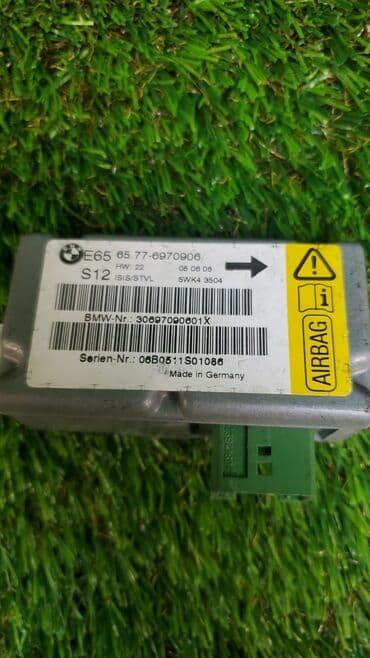 E65 65.77-6970906
S12 HW: 22 08 06 06
ISIS/STVL 5WK4 3504
BMW-Nr.: 30697090601X
Serien-Nr.: 06B0511S01086
Made in Germany
AIRBAG